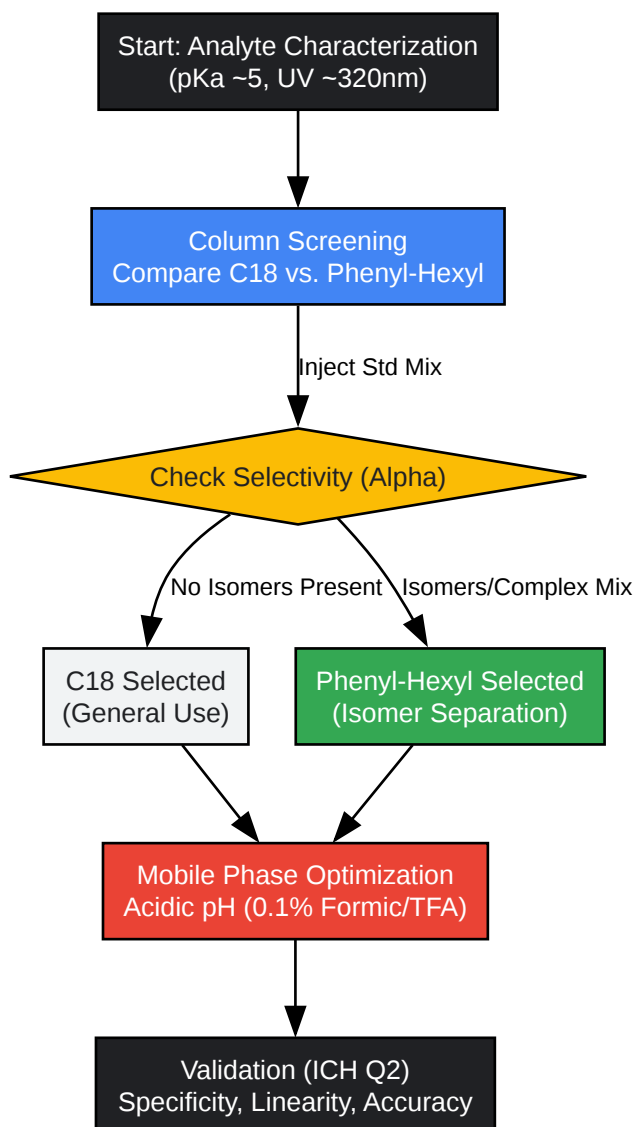 Start: Analyte Characterization
(pKa ~5, UV ~320nm)
Column Screening
Compare C18 vs. Phenyl-Hexyl
Inject Std Mix
Check Selectivity (Alpha)
No Isomers Present
Isomers/Complex Mix
C18 Selected
(General Use)
Phenyl-Hexyl Selected
(Isomer Separation)
Mobile Phase Optimization
Acidic pH (0.1% Formic/TFA)
Validation (ICH Q2)
Specificity, Linearity, Accuracy